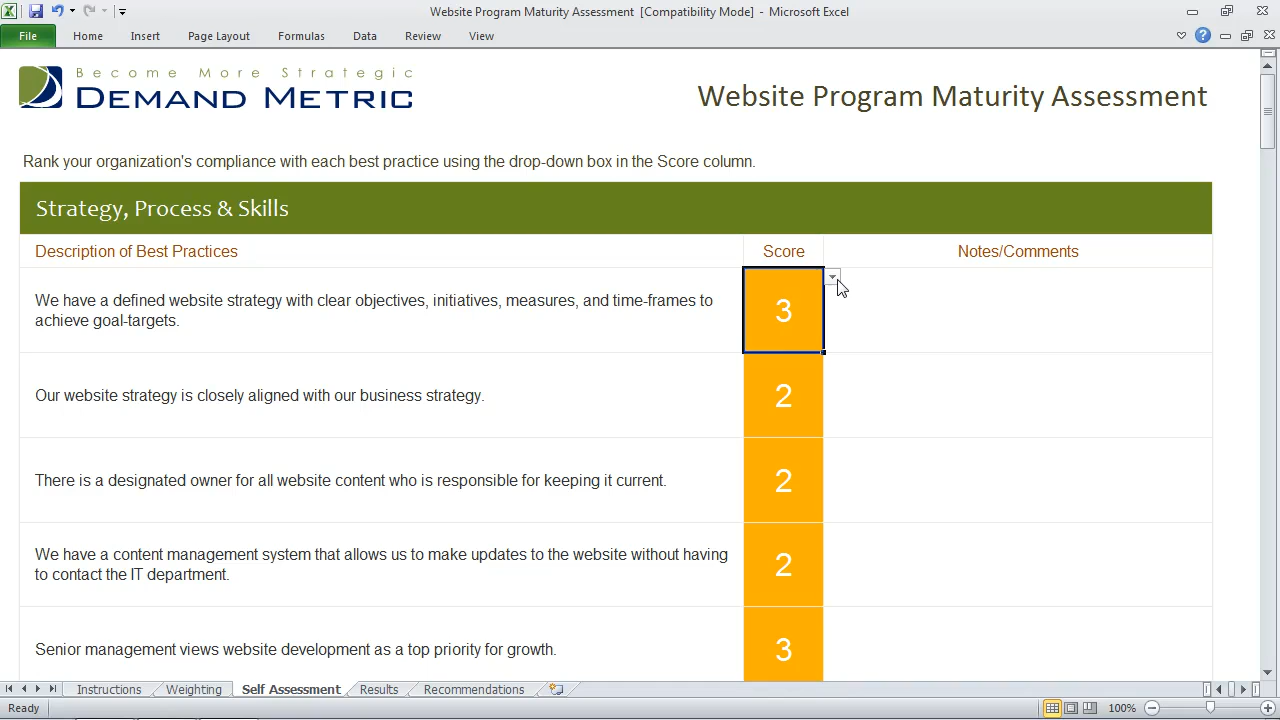 Website Program Maturity Assessment [Compatibility Mode] - Microsoft Excel
File Home Insert Page Layout Formulas Data Review View
Become More Strategic
DEMAND METRIC
Website Program Maturity Assessment
Rank your organization's compliance with each best practice using the drop-down box in the Score column.
Strategy, Process & Skills
Description of Best Practices Score Notes/Comments
We have a defined website strategy with clear objectives, initiatives, measures, and time-frames to
achieve goal-targets.
3
Our website strategy is closely aligned with our business strategy.
2
There is a designated owner for all website content who is responsible for keeping it current.
2
We have a content management system that allows us to make updates to the website without having
to contact the IT department.
2
Senior management views website development as a top priority for growth.
3
Instructions Weighting Self Assessment Results Recommendations
Ready 100%